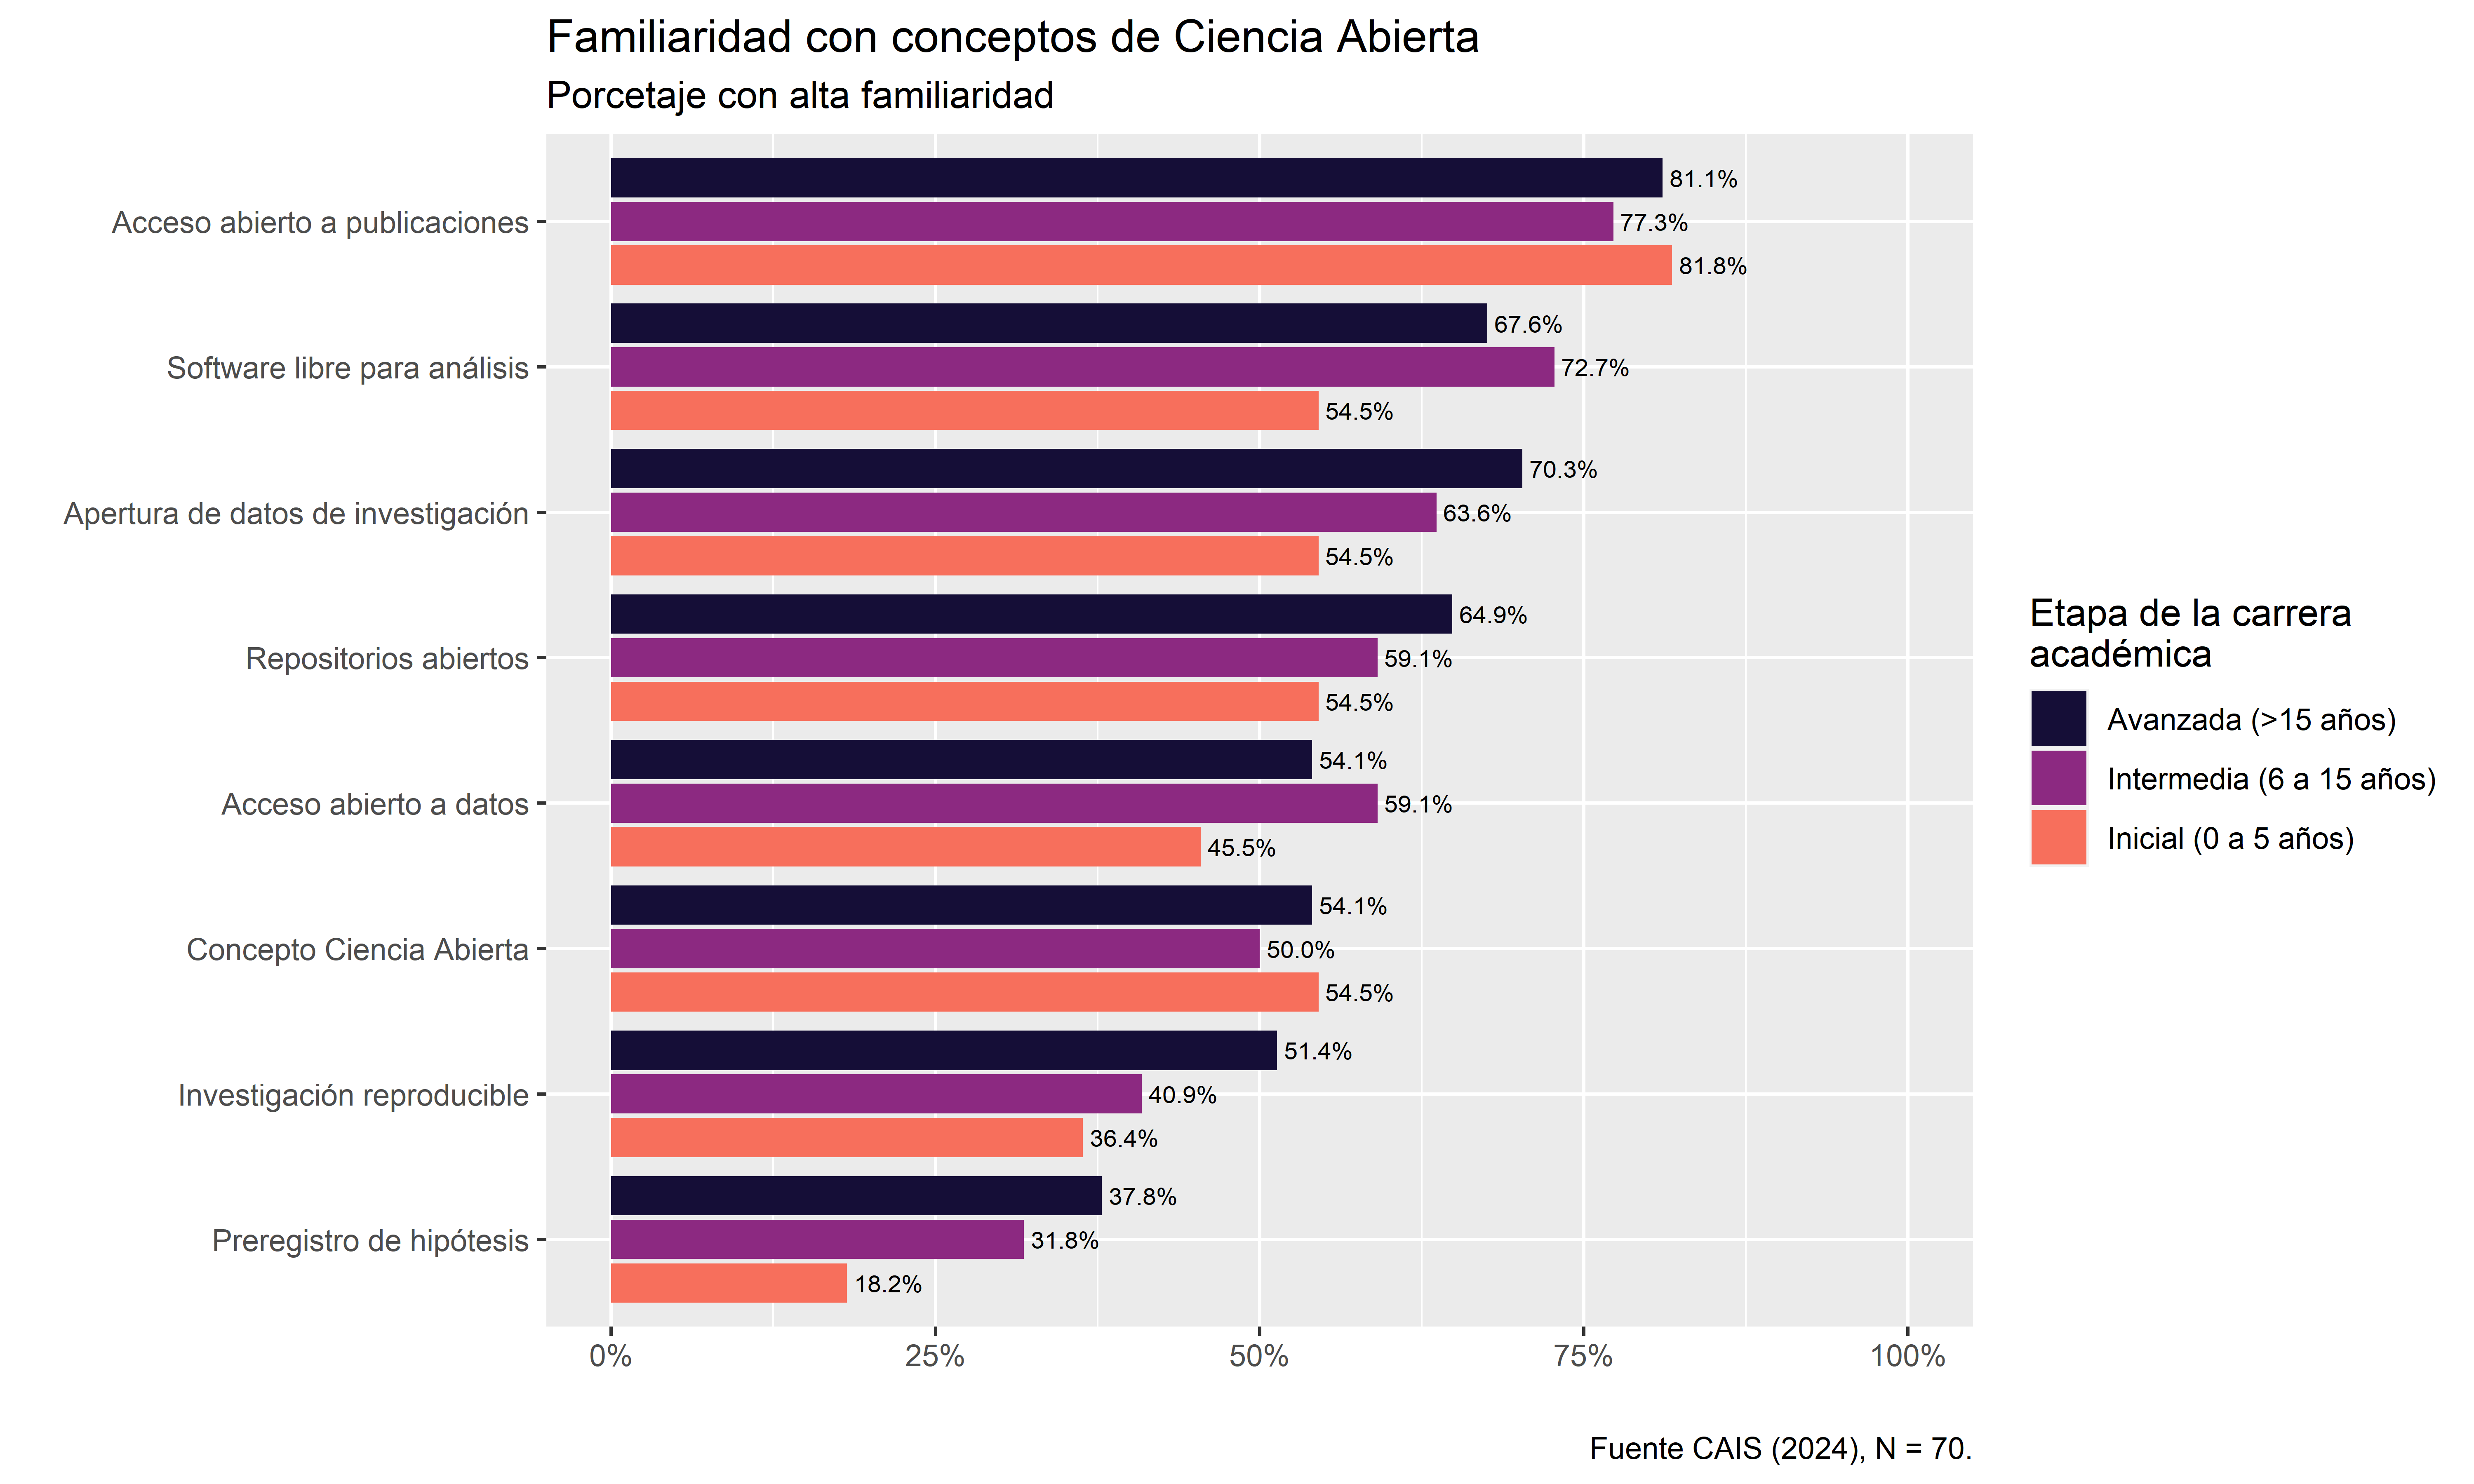 Familiaridad con conceptos de Ciencia Abierta
Porcetaje con alta familiaridad
Acceso abierto a publicaciones
81.1%
77.3%
81.8%
Software libre para análisis
67.6%
72.7%
54.5%
Apertura de datos de investigación
70.3%
63.6%
54.5%
Repositorios abiertos
64.9%
59.1%
54.5%
Acceso abierto a datos
54.1%
59.1%
45.5%
Concepto Ciencia Abierta
54.1%
50.0%
54.5%
Investigación reproducible
51.4%
40.9%
36.4%
Preregistro de hipótesis
37.8%
31.8%
18.2%
0% 25% 50% 75% 100%
Etapa de la carrera
académica
Avanzada (>15 años)
Intermedia (6 a 15 años)
Inicial (0 a 5 años)
Fuente CAIS (2024), N = 70.